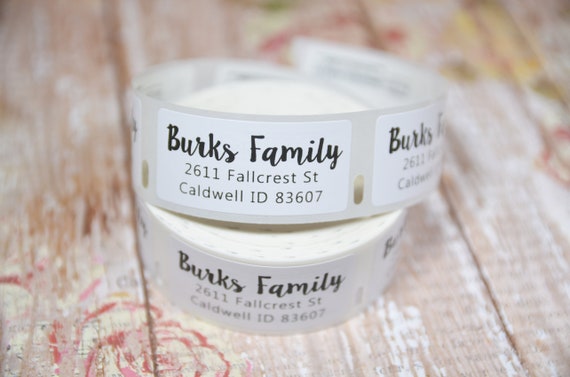 Burks Family
2611 Fallcrest St
Caldwell ID 83607
Burks Family
2611 Fallcrest St
Caldwell ID 83607